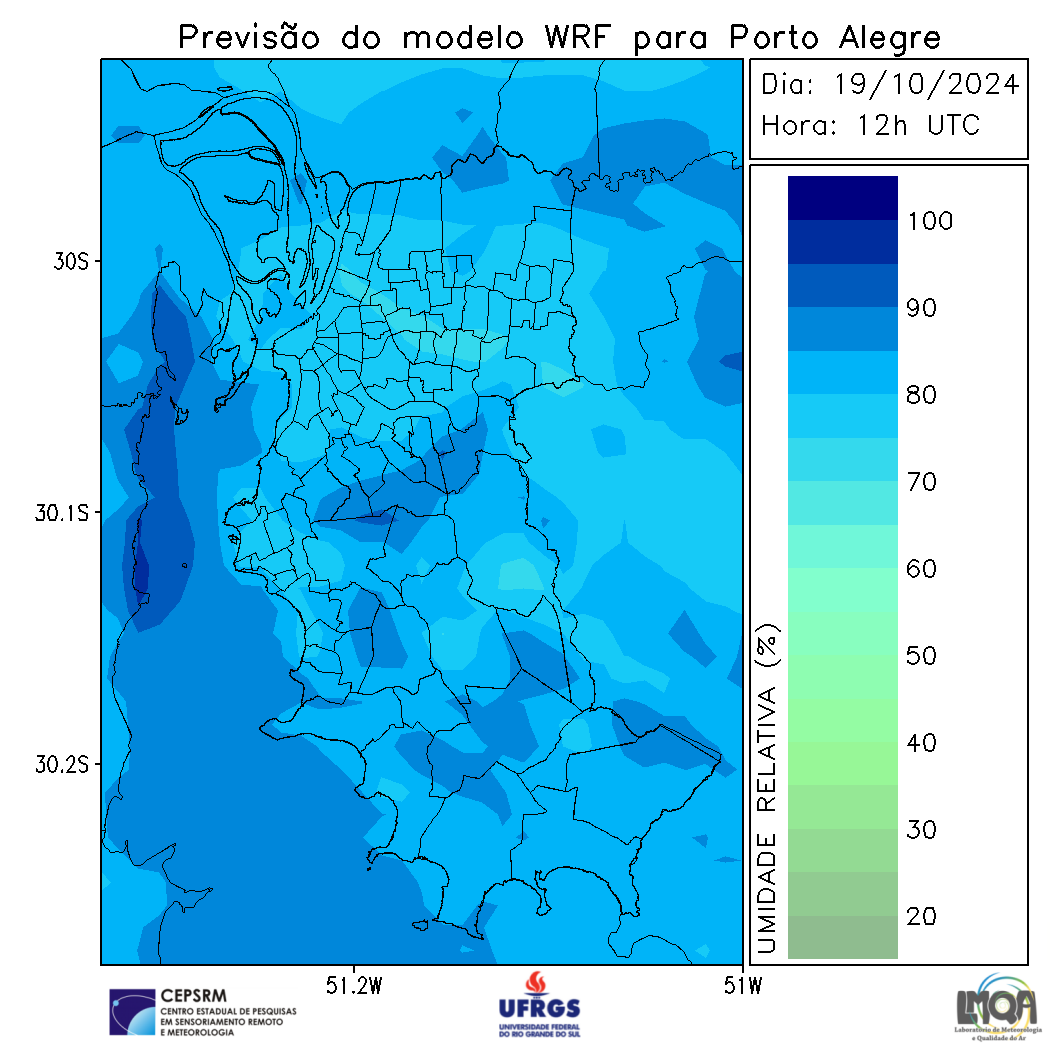 Previsão do modelo WRF para Porto Alegre
Dia: 19/10/2024
Hora: 12h UTC
30S
30.1S
30.2S
51.2W
51W
100
90
80
70
60
50
40
30
20
UMIDADE RELATIVA (%)
CEPSRM
CENTRO ESTADUAL DE PESQUISAS
EM SENSORIAMENTO REMOTO
E METEOROLOGIA
UFRGS
UNIVERSIDADE FEDERAL
DO RIO GRANDE DO SUL
LMQA
Laboratório de Meteorologia
e Qualidade do Ar